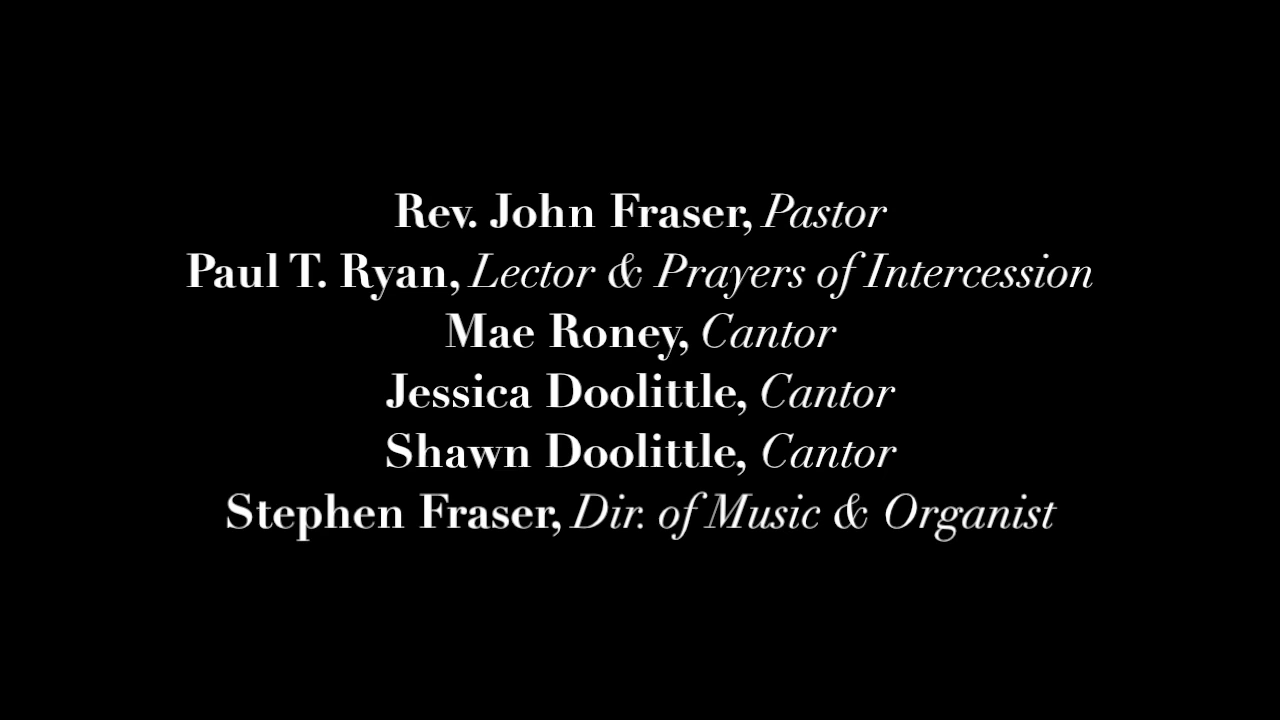 Rev. John Fraser, Pastor
Paul T. Ryan, Lector & Prayers of Intercession
Mae Roney, Cantor
Jessica Doolittle, Cantor
Shawn Doolittle, Cantor
Stephen Fraser, Dir. of Music & Organist